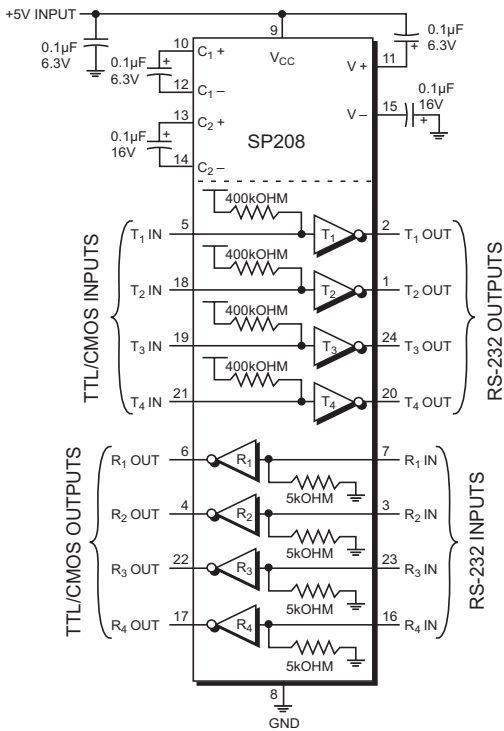 +5V INPUT
0.1µF
6.3V
0.1µF
6.3V
10
C1 +
12
C1 –
13
C2 +
14
C2 –
0.1µF
16V
9
VCC
V +
11
0.1µF
6.3V
V –
15
0.1µF
16V
+
SP208
TTL/CMOS INPUTS
T1 IN
5
400kOHM
T1
2
T1 OUT
T2 IN
18
400kOHM
T2
1
T2 OUT
T3 IN
19
400kOHM
T3
24
T3 OUT
T4 IN
21
400kOHM
T4
20
T4 OUT
RS-232 OUTPUTS
TTL/CMOS OUTPUTS
R1 OUT
6
R1
7
R1 IN
5kOHM
R2 OUT
4
R2
3
R2 IN
5kOHM
R3 OUT
22
R3
23
R3 IN
5kOHM
R4 OUT
17
R4
16
R4 IN
5kOHM
RS-232 INPUTS
8
GND